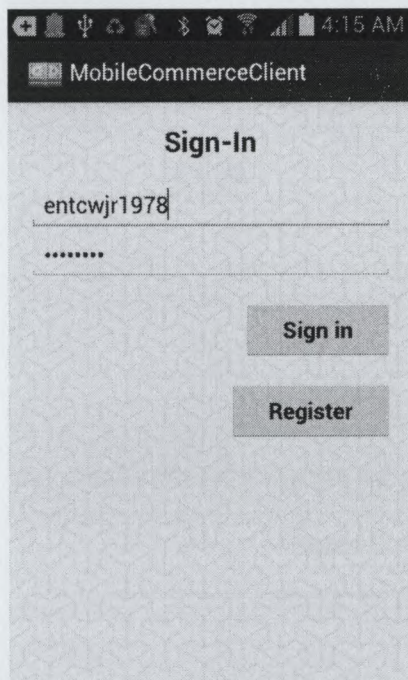 4:15 AM
MobileCommerceClient
Sign-In
entcwjr1978
••••••••
Sign in
Register